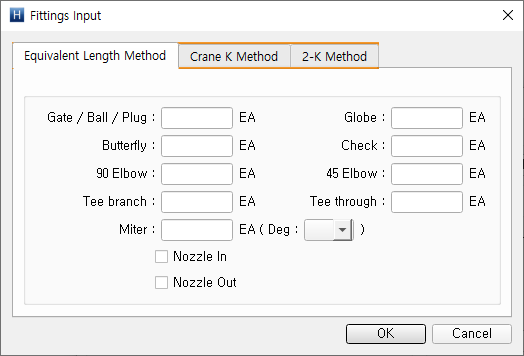 H Fittings Input
Equivalent Length Method Crane K Method 2-K Method
Gate / Ball / Plug : EA Globe : EA
Butterfly : EA Check : EA
90 Elbow : EA 45 Elbow : EA
Tee branch : EA Tee through : EA
Miter : EA ( Deg : )
Nozzle In
Nozzle Out
OK Cancel